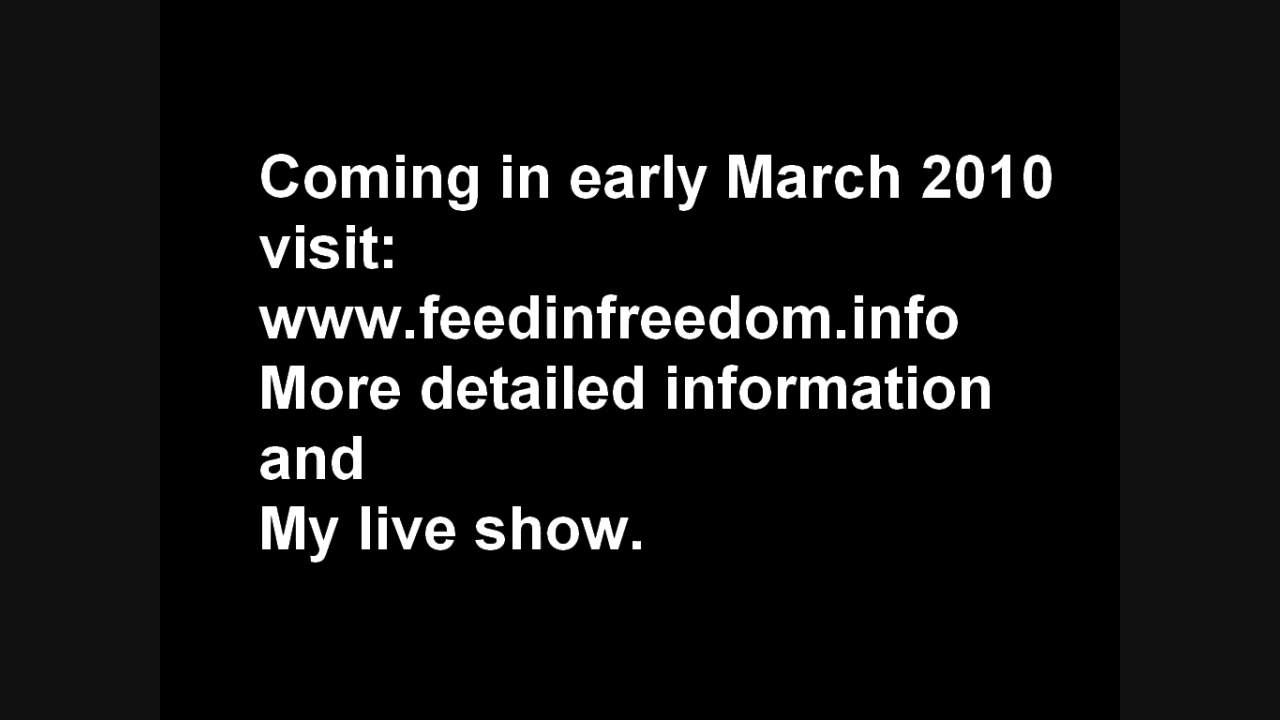 Coming in early March 2010
visit:
www.feedinfreedom.info
More detailed information
and
My live show.